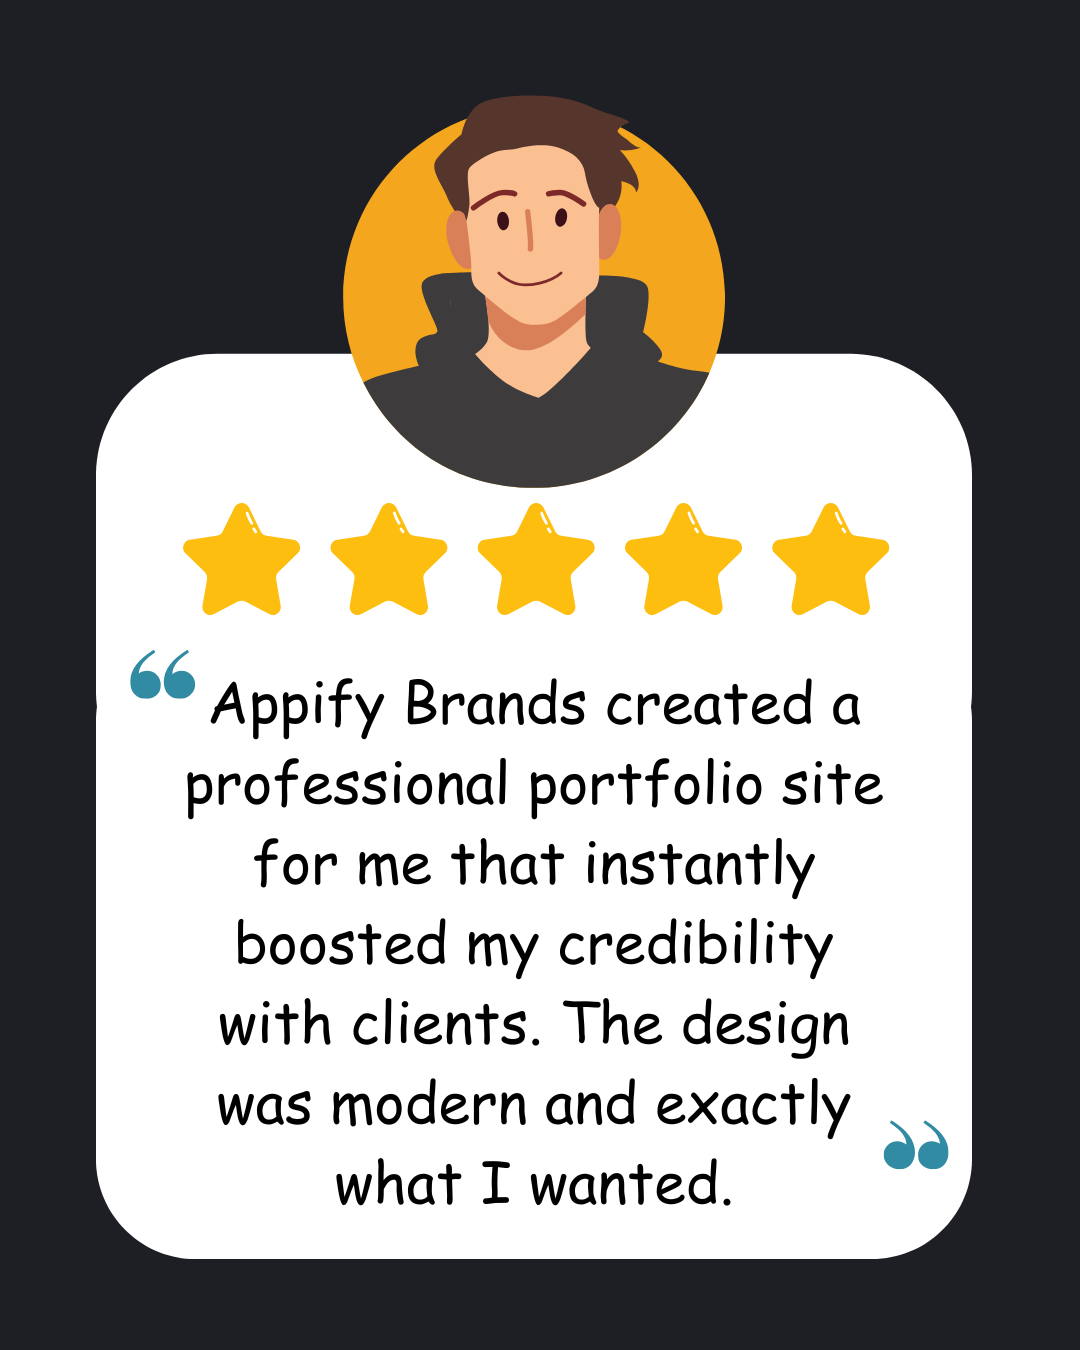 “Appify Brands created a
professional portfolio site
for me that instantly
boosted my credibility
with clients. The design
was modern and exactly
what I wanted.”